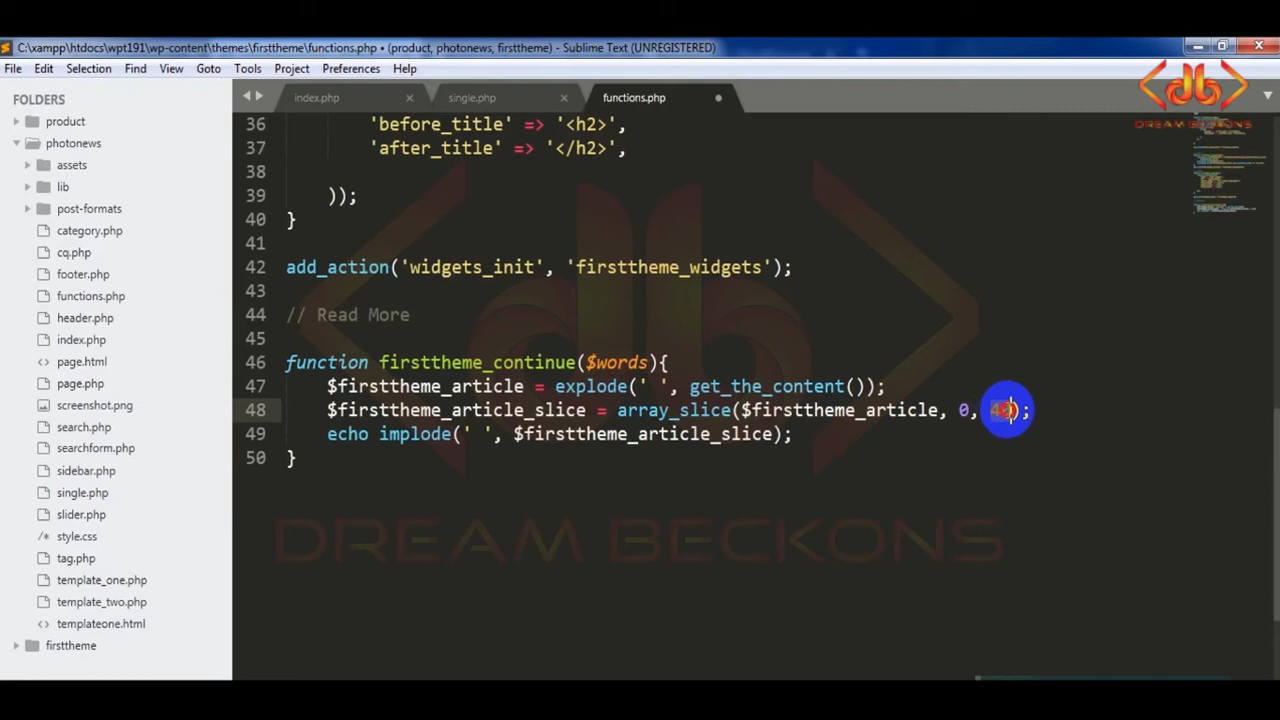 C:\xampp\htdocs\wpt191\wp-content\themes\firsttheme\functions.php • (product, photonews, firsttheme) - Sublime Text (UNREGISTERED)
File Edit Selection Find View Goto Tools Project Preferences Help
DREAM BECKONS
FOLDERS
product
photonews
assets
lib
post-formats
category.php
cq.php
footer.php
functions.php
header.php
index.php
page.html
page.php
screenshot.png
search.php
searchform.php
sidebar.php
single.php
slider.php
style.css
tag.php
template_one.php
template_two.php
templateone.html
firsttheme
index.php single.php functions.php
36 'before_title' => '<h2>',
37 'after_title' => '</h2>',
38
39 ));
40 }
41
42 add_action('widgets_init', 'firsttheme_widgets');
43
44 // Read More
45
46 function firsttheme_continue($words){
47 $firsttheme_article = explode(' ', get_the_content());
48 $firsttheme_article_slice = array_slice($firsttheme_article, 0, 40);
49 echo implode(' ', $firsttheme_article_slice);
50 }
DREAM BECKONS